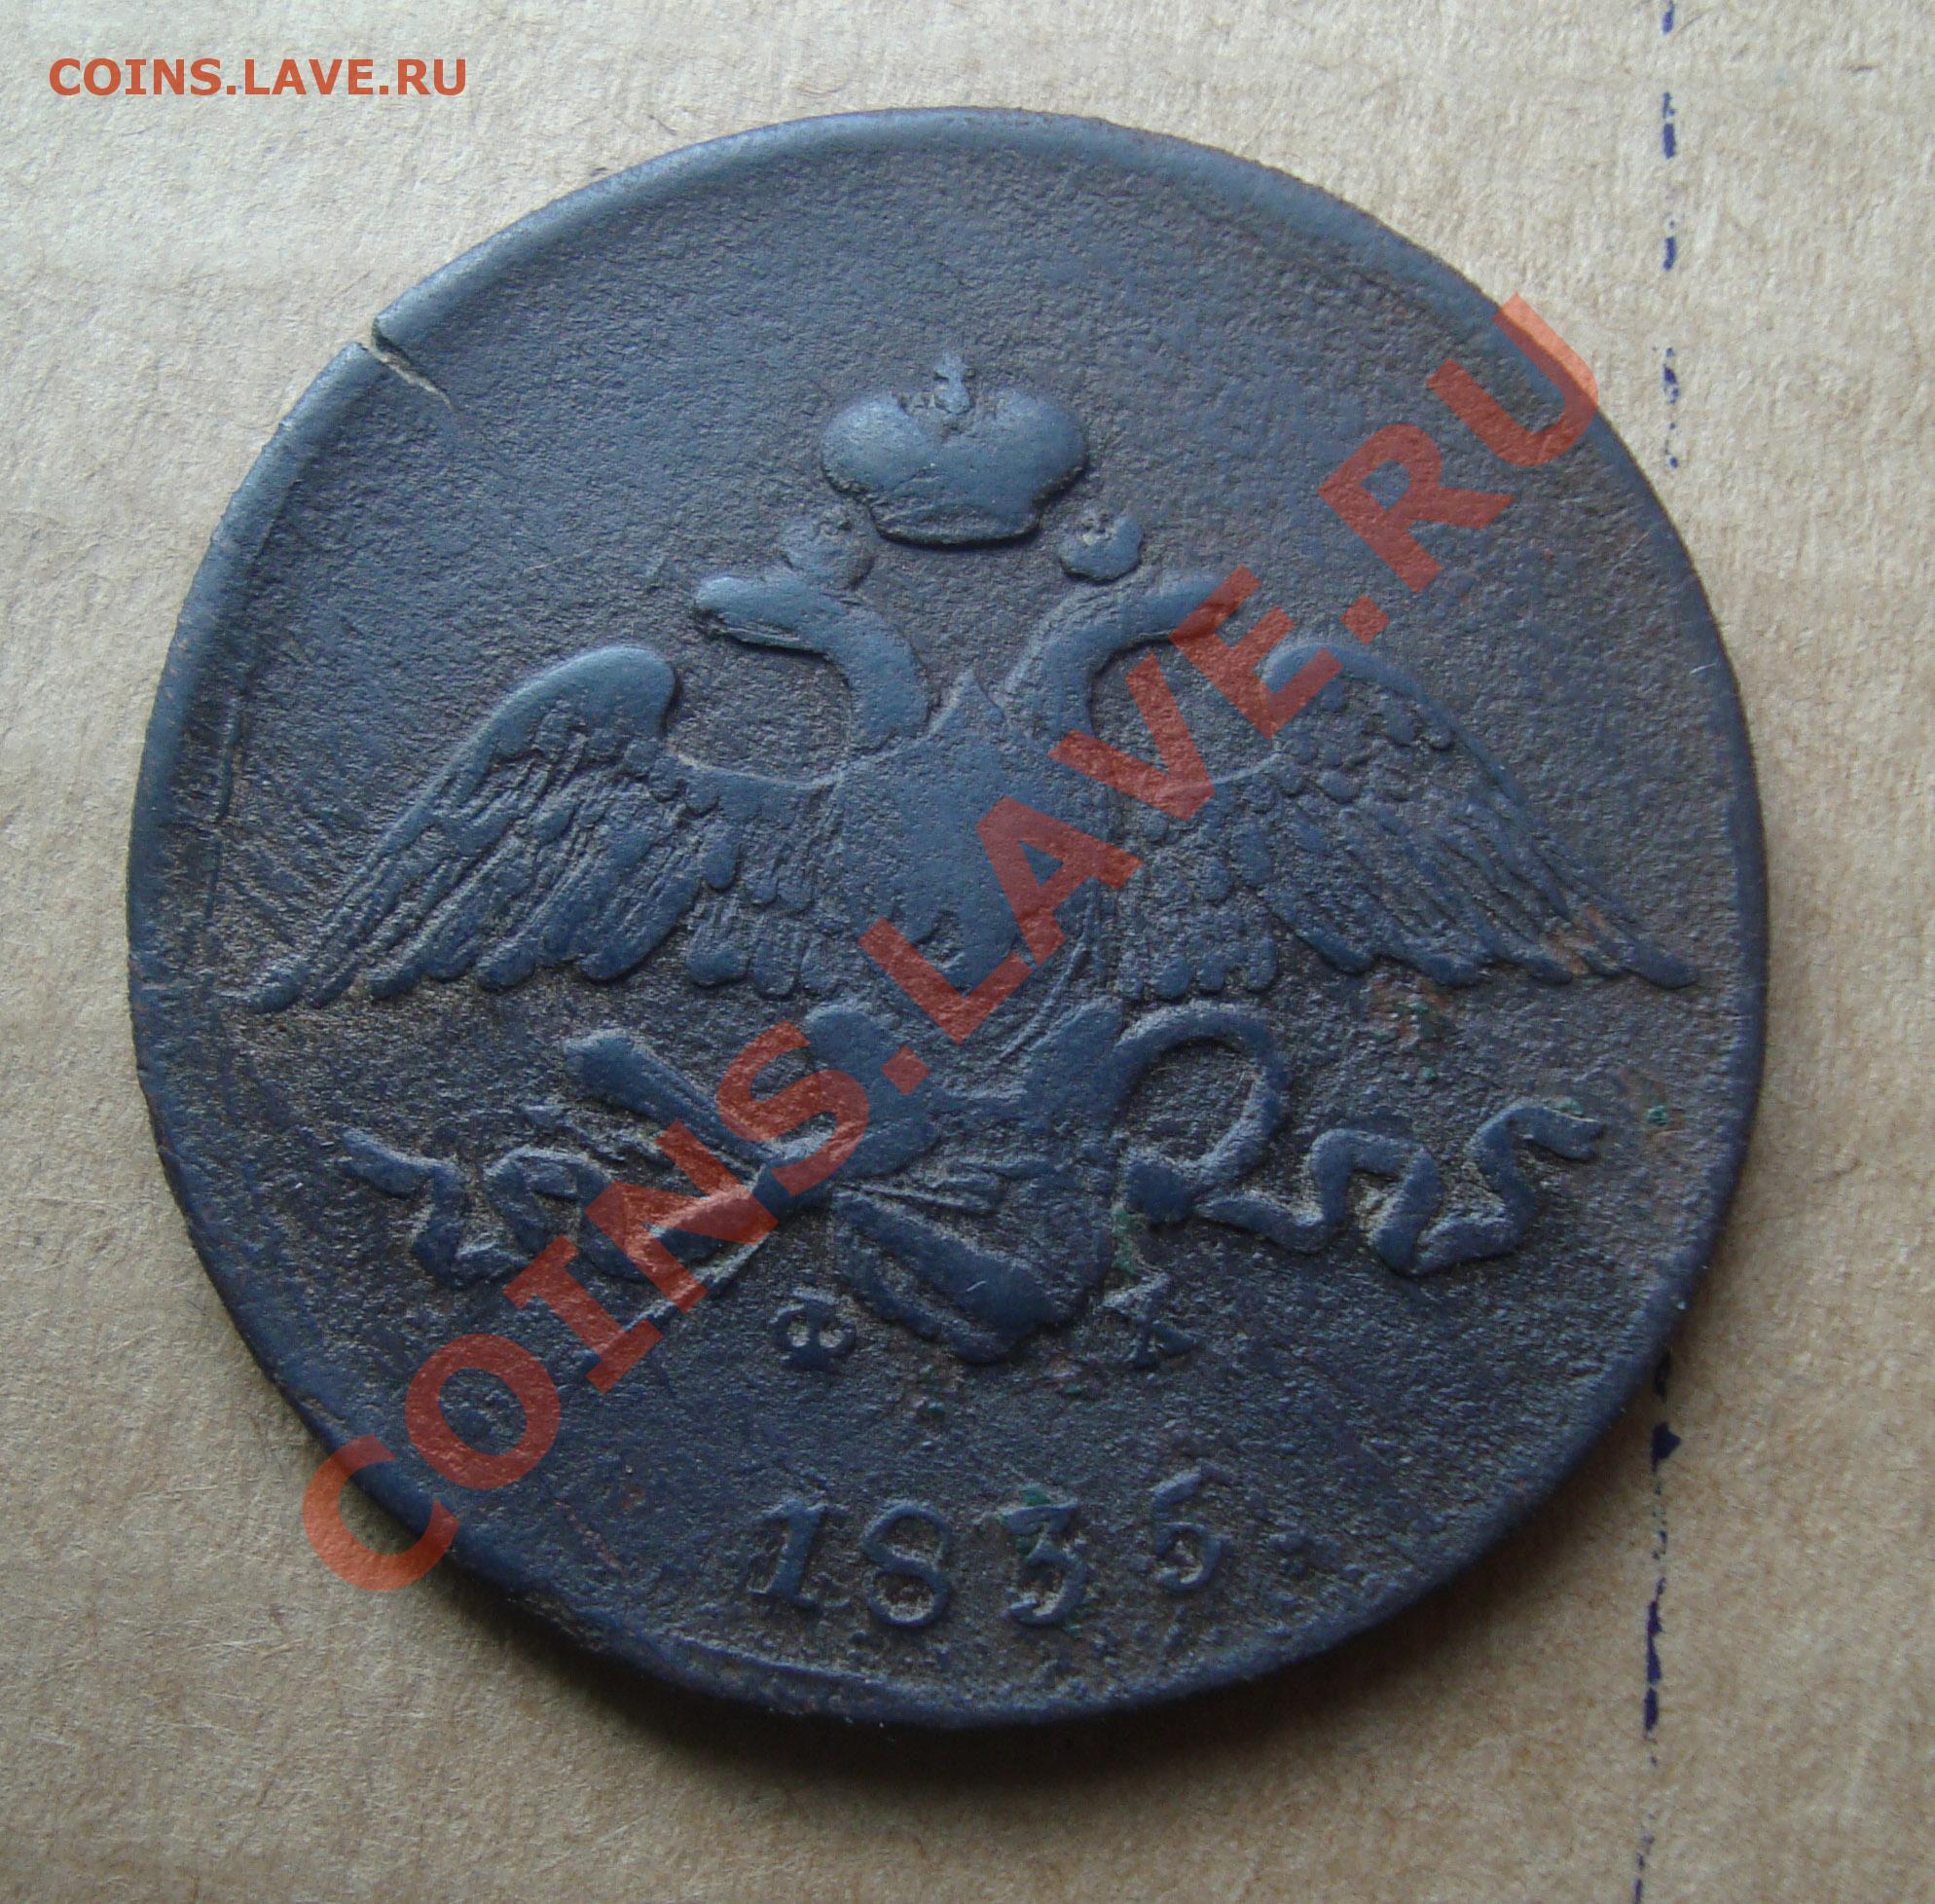 COINS.LAVE.RU
COINS.LAVE.RU
Ф Х
1835.